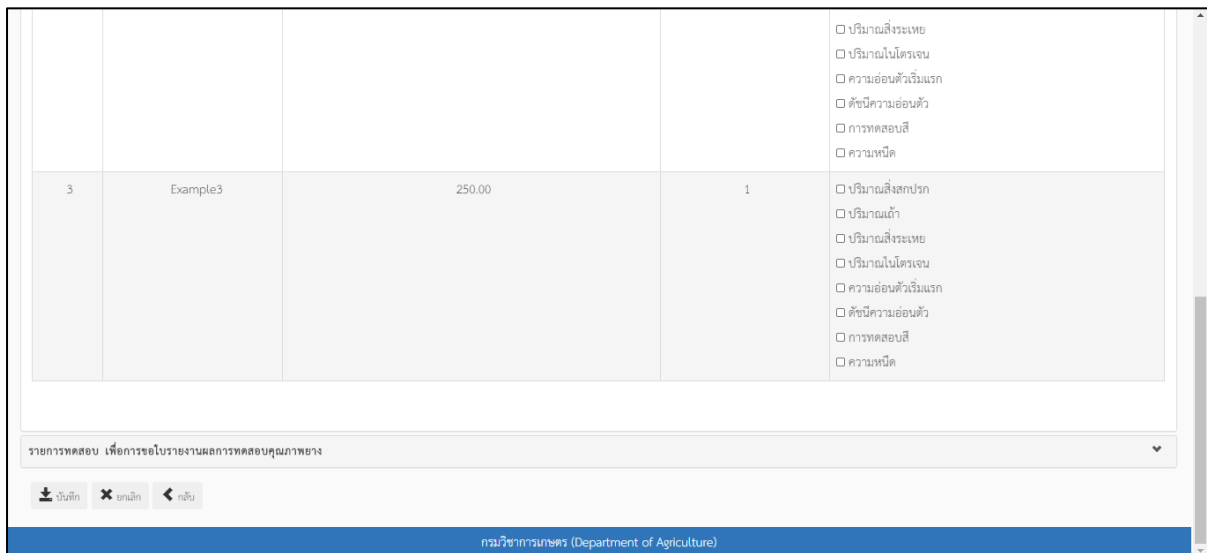 ปริมาณสิ่งระเหย
ปริมาณไนโตรเจน
ความอ่อนตัวเริ่มแรก
ดัชนีความอ่อนตัว
การทดสอบสี
ความหนืด
3 Example3 250.00 1 ปริมาณสิ่งสกปรก
ปริมาณเถ้า
ปริมาณสิ่งระเหย
ปริมาณไนโตรเจน
ความอ่อนตัวเริ่มแรก
ดัชนีความอ่อนตัว
การทดสอบสี
ความหนืด
รายการทดสอบ เพื่อการขอใบรายงานผลการทดสอบคุณภาพยาง
บันทึก ยกเลิก กลับ
กรมวิชาการเกษตร (Department of Agriculture)